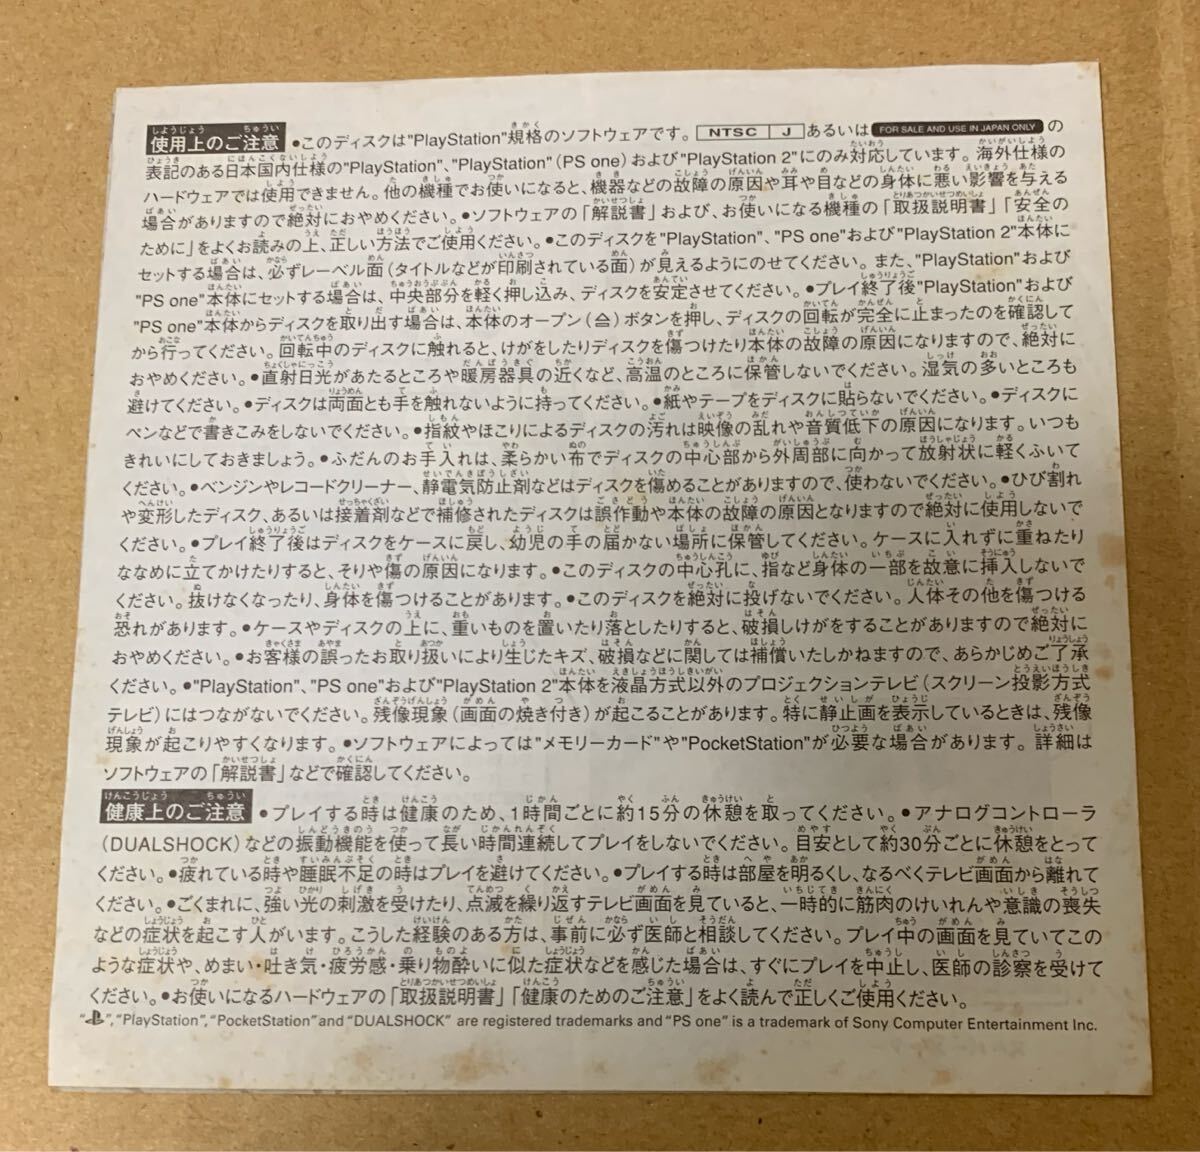 使用上のご注意 •このディスクは"PlayStation"規格のソフトウェアです。 NTSC J あるいは FOR SALE AND USE IN JAPAN ONLY の
表記のある日本国内仕様の"PlayStation"、"PlayStation"(PS one)および"PlayStation 2"にのみ対応しています。海外仕様の
ハードウェアでは使用できません。他の機種でお使いになると、機器などの故障の原因や耳や目などの身体に悪い影響を与える
場合がありますので絶対におやめください。•ソフトウェアの「解説書」および、お使いになる機種の「取扱説明書」「安全の
ために」をよくお読みの上、正しい方法でご使用ください。•このディスクを"PlayStation"、"PS one"および"PlayStation 2"本体に
セットする場合は、必ずレーベル面(タイトルなどが印刷されている面)が見えるようにのせてください。また、"PlayStation"および
"PS one"本体にセットする場合は、中央部分を軽く押し込み、ディスクを安定させてください。•プレイ終了後"PlayStation"および
"PS one"本体からディスクを取り出す場合は、本体のオープン(≙)ボタンを押し、ディスクの回転が完全に止まったのを確認して
から行ってください。回転中のディスクに触れると、けがをしたりディスクを傷つけたり本体の故障の原因になりますので、絶対に
おやめください。•直射日光があたるところや暖房器具の近くなど、高温のところに保管しないでください。湿気の多いところも
避けてください。•ディスクは両面とも手を触れないように持ってください。•紙やテープをディスクに貼らないでください。•ディスクに
ペンなどで書きこみをしないでください。•指紋やほこりによるディスクの汚れは映像の乱れや音質低下の原因になります。いつも
きれいにしておきましょう。•ふだんのお手入れは、柔らかい布でディスクの中心部から外周部に向かって放射状に軽くふいて
ください。•ベンジンやレコードクリーナー、静電気防止剤などはディスクを傷めることがありますので、使わないでください。•ひび割れ
や変形したディスク、あるいは接着剤などで補修されたディスクは誤作動や本体の故障の原因となりますので絶対に使用しないで
ください。•プレイ終了後はディスクをケースに戻し、幼児の手の届かない場所に保管してください。ケースに入れずに重ねたり
ななめに立てかけたりすると、そりや傷の原因になります。•このディスクの中心孔に、指など身体の一部を故意に挿入しないで
ください。抜けなくなったり、身体を傷つけることがあります。•このディスクを絶対に投げないでください。人体その他を傷つける
恐れがあります。•ケースやディスクの上に、重いものを置いたり落としたりすると、破損しけがをすることがありますので絶対に
おやめください。•お客様の誤ったお取り扱いにより生じたキズ、破損などに関しては補償いたしかねますので、あらかじめご了承
ください。•"PlayStation"、"PS one"および"PlayStation 2"本体を液晶方式以外のプロジェクションテレビ(スクリーン投影方式
テレビ)にはつながないでください。残像現象(画面の焼き付き)が起こることがあります。特に静止画を表示しているときは、残像
現象が起こりやすくなります。•ソフトウェアによっては"メモリーカード"や"PocketStation"が必要な場合があります。詳細は
ソフトウェアの「解説書」などで確認してください。
健康上のご注意 •プレイする時は健康のため、1時間ごとに約15分の休憩を取ってください。•アナログコントローラ
(DUALSHOCK)などの振動機能を使って長い時間連続してプレイをしないでください。目安として約30分ごとに休憩をとって
ください。•疲れている時や睡眠不足の時はプレイを避けてください。•プレイする時は部屋を明るくし、なるべくテレビ画面から離れて
ください。•ごくまれに、強い光の刺激を受けたり、点滅を繰り返すテレビ画面を見ていると、一時的に筋肉のけいれんや意識の喪失
などの症状を起こす人がいます。こうした経験のある方は、事前に必ず医師と相談してください。プレイ中の画面を見ていてこの
ような症状や、めまい・吐き気・疲労感・乗り物酔いに似た症状などを感じた場合は、すぐにプレイを中止し、医師の診察を受けて
ください。•お使いになるハードウェアの「取扱説明書」「健康のためのご注意」をよく読んで正しくご使用ください。
" ", "PlayStation", "PocketStation" and "DUALSHOCK" are registered trademarks and "PS one" is a trademark of Sony Computer Entertainment Inc.